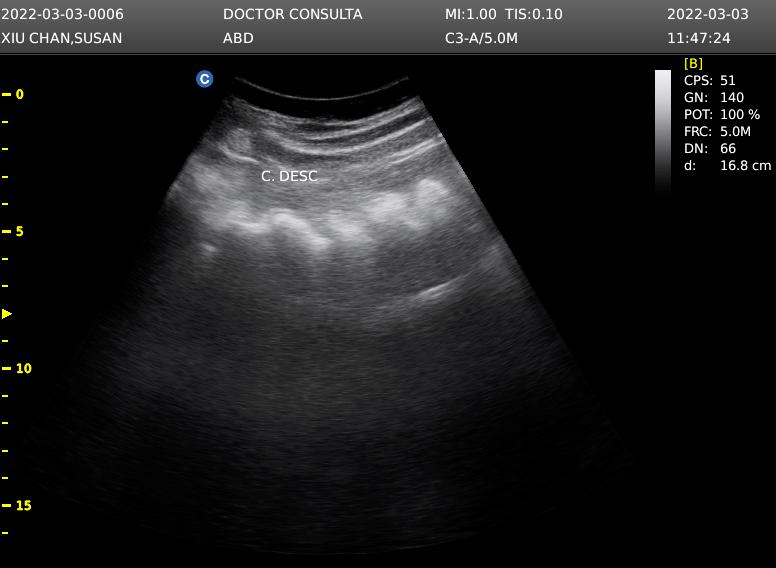 2022-03-03-0006 DOCTOR CONSULTA MI:1.00 TIS:0.10 2022-03-03
XIU CHAN,SUSAN ABD C3-A/5.0M 11:47:24
[B]
CPS: 51
GN: 140
POT: 100 %
FRC: 5.0M
DN: 66
d: 16.8 cm
C
0
C. DESC
5
10
15